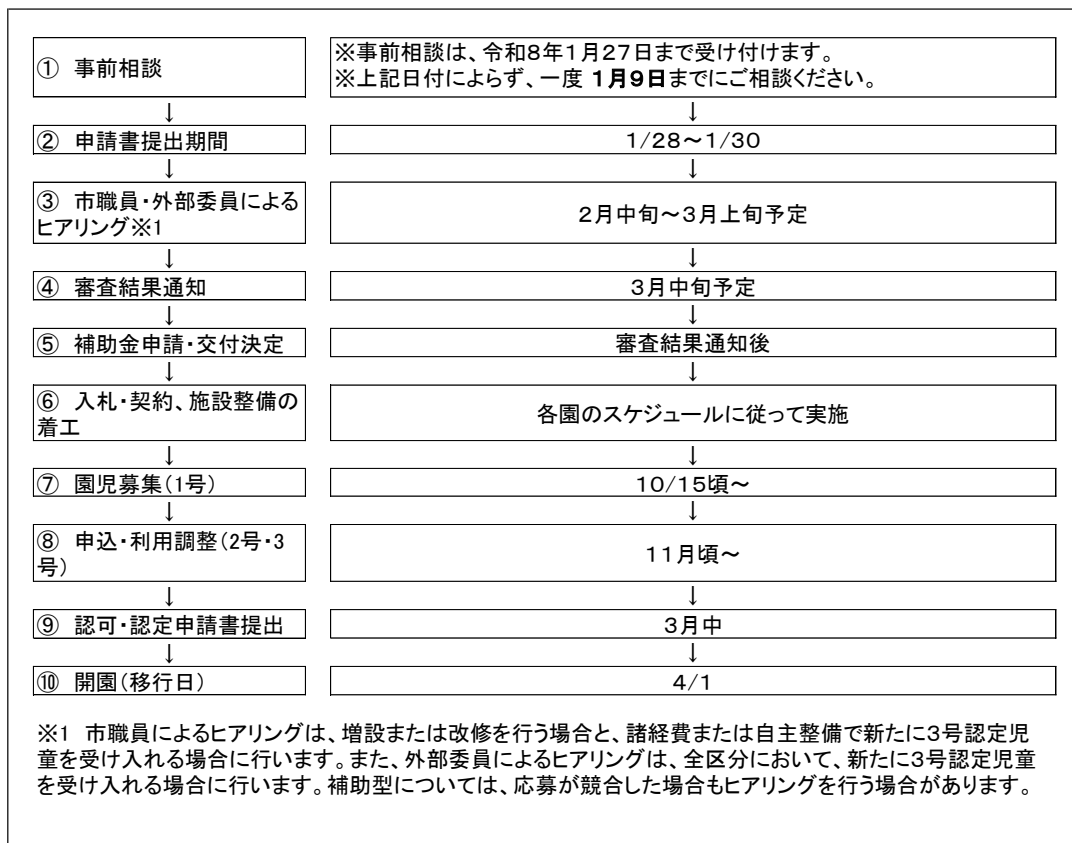 ① 事前相談
※事前相談は、令和8年1月27日まで受け付けます。
※上記日付によらず、一度 1月9日までにご相談ください。
↓ ↓
② 申請書提出期間
1/28～1/30
↓ ↓
③ 市職員・外部委員による
ヒアリング※1
2月中旬～3月上旬予定
↓ ↓
④ 審査結果通知
3月中旬予定
↓ ↓
⑤ 補助金申請・交付決定
審査結果通知後
↓ ↓
⑥ 入札・契約、施設整備の
着工
各園のスケジュールに従って実施
↓ ↓
⑦ 園児募集(1号)
10/15頃～
↓ ↓
⑧ 申込・利用調整(2号・3
号)
11月頃～
↓ ↓
⑨ 認可・認定申請書提出
3月中
↓ ↓
⑩ 開園(移行日)
4/1
※1 市職員によるヒアリングは、増設または改修を行う場合と、諸経費または自主整備で新たに3号認定児
童を受け入れる場合に行います。また、外部委員によるヒアリングは、全区分において、新たに3号認定児童
を受け入れる場合に行います。補助型については、応募が競合した場合もヒアリングを行う場合があります。